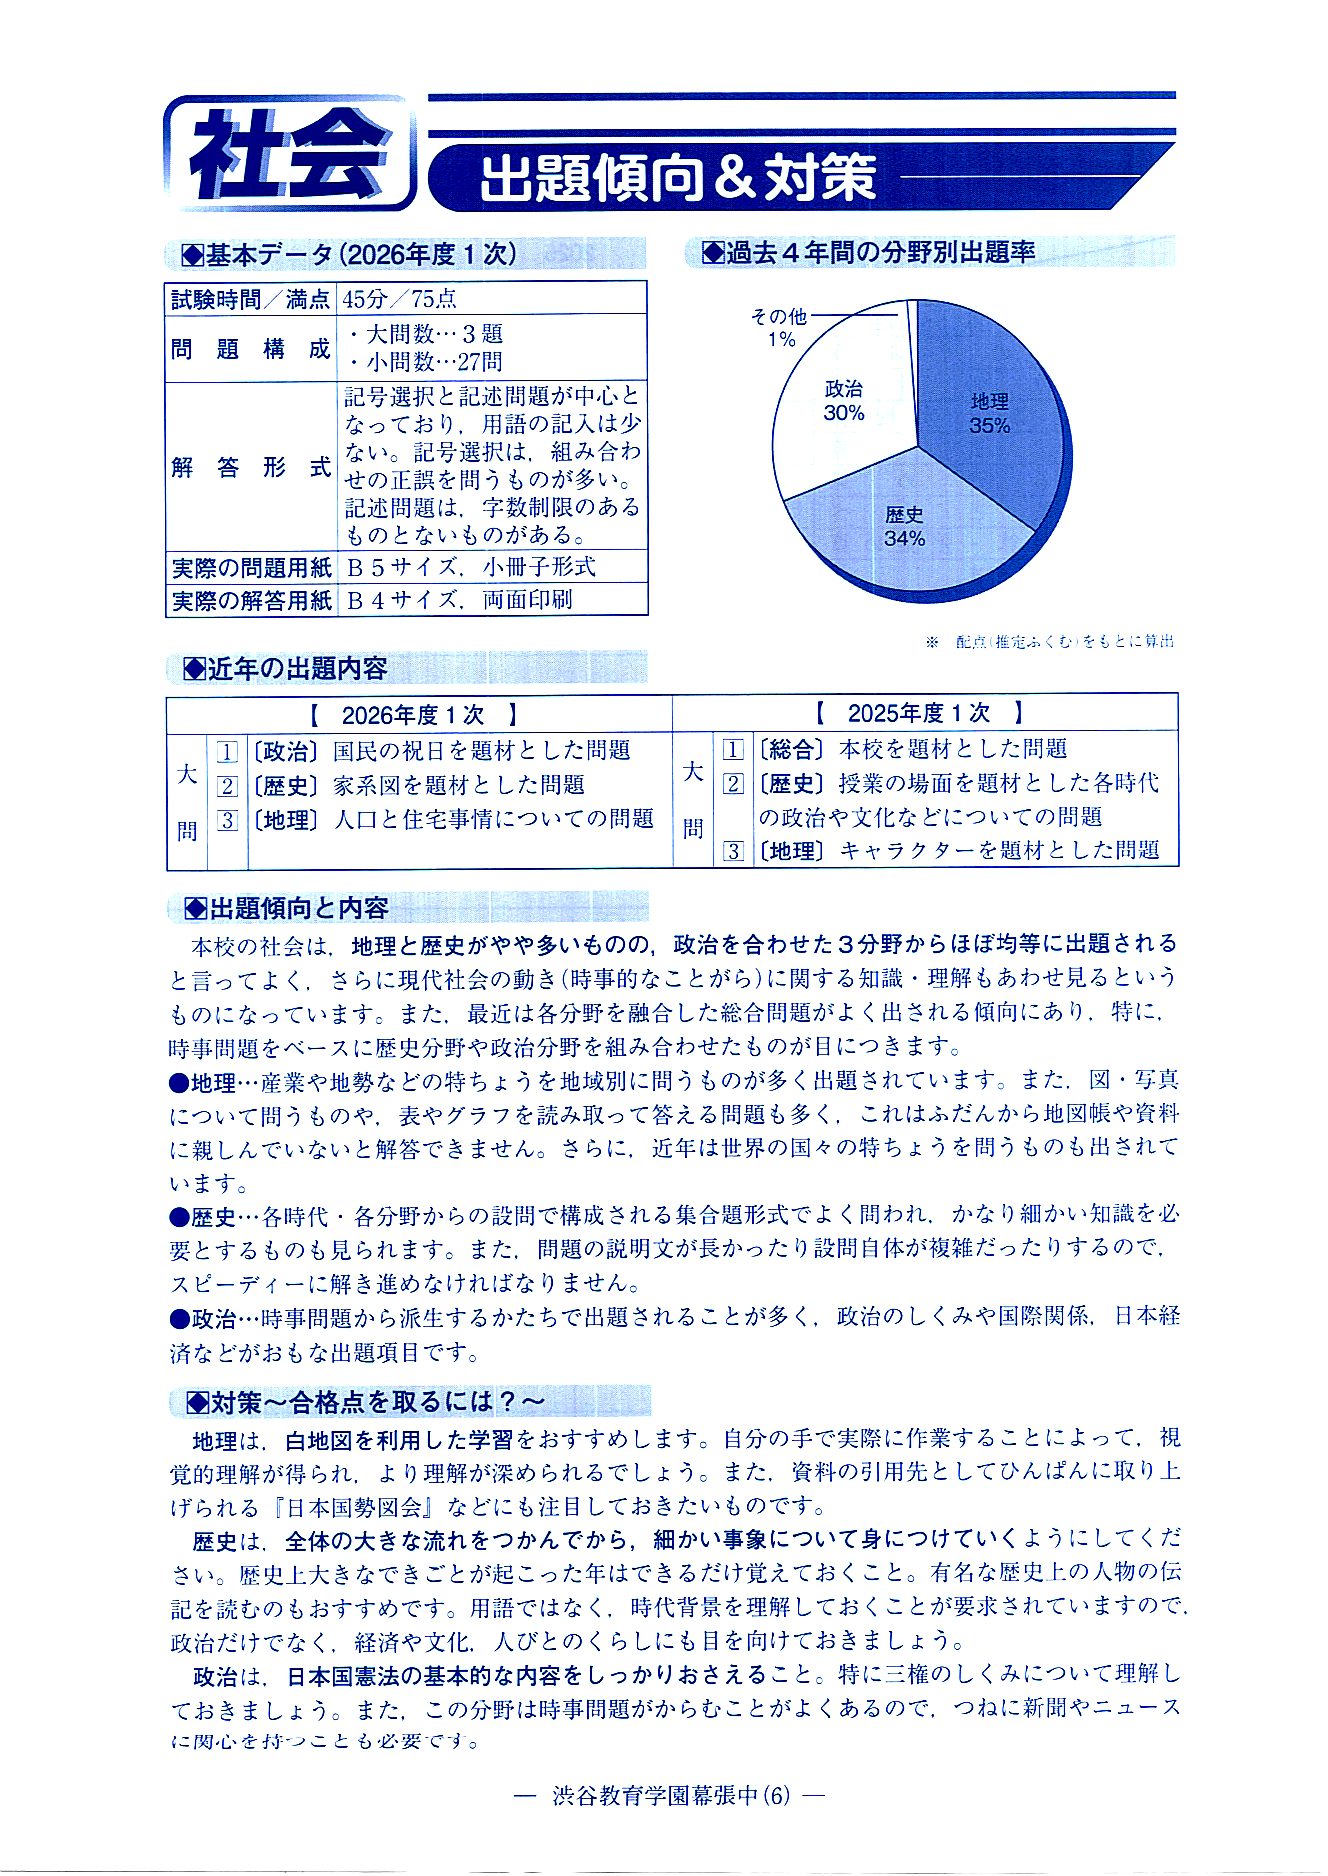 社会
出題傾向＆対策
◆基本データ(2026年度１次)
試験時間／満点 45分／75点
問題構成 ・大問数…３題
・小問数…27問
解答形式 記号選択と記述問題が中心と
なっており，用語の記入は少
ない。記号選択は，組み合わ
せの正誤を問うものが多い。
記述問題は，字数制限のある
ものとないものがある。
実際の問題用紙 Ｂ５サイズ，小冊子形式
実際の解答用紙 Ｂ４サイズ，両面印刷
◆過去４年間の分野別出題率
その他
1%
政治
30%
地理
35%
歴史
34%
※ 配点(推定ふくむ)をもとに算出
◆近年の出題内容
【 2026年度１次 】
大問
1 〔政治〕国民の祝日を題材とした問題
2 〔歴史〕家系図を題材とした問題
3 〔地理〕人口と住宅事情についての問題
【 2025年度１次 】
大問
1 〔総合〕本校を題材とした問題
2 〔歴史〕授業の場面を題材とした各時代
の政治や文化などについての問題
3 〔地理〕キャラクターを題材とした問題
◆出題傾向と内容
本校の社会は，地理と歴史がやや多いものの，政治を合わせた３分野からほぼ均等に出題される
と言ってよく，さらに現代社会の動き(時事的なことがら)に関する知識・理解もあわせ見るという
ものになっています。また，最近は各分野を融合した総合問題がよく出される傾向にあり，特に，
時事問題をベースに歴史分野や政治分野を組み合わせたものが目につきます。
●地理…産業や地勢などの特ちょうを地域別に問うものが多く出題されています。また，図・写真
について問うものや，表やグラフを読み取って答える問題も多く，これはふだんから地図帳や資料
に親しんでいないと解答できません。さらに，近年は世界の国々の特ちょうを問うものも出されて
います。
●歴史…各時代・各分野からの設問で構成される集合題形式でよく問われ，かなり細かい知識を必
要とするものも見られます。また，問題の説明文が長かったり設問自体が複雑だったりするので，
スピーディーに解き進めなければなりません。
●政治…時事問題から派生するかたちで出題されることが多く，政治のしくみや国際関係，日本経
済などがおもな出題項目です。
◆対策～合格点を取るには？～
地理は，白地図を利用した学習をおすすめします。自分の手で実際に作業することによって，視
覚的理解が得られ，より理解が深められるでしょう。また，資料の引用先としてひんぱんに取り上
げられる『日本国勢図会』などにも注目しておきたいものです。
歴史は，全体の大きな流れをつかんでから，細かい事象について身につけていくようにしてくだ
さい。歴史上大きなできごとが起こった年はできるだけ覚えておくこと。有名な歴史上の人物の伝
記を読むのもおすすめです。用語ではなく，時代背景を理解しておくことが要求されていますので，
政治だけでなく，経済や文化，人びとのくらしにも目を向けておきましょう。
政治は，日本国憲法の基本的な内容をしっかりおさえること。特に三権のしくみについて理解し
ておきましょう。また，この分野は時事問題がからむことがよくあるので，つねに新聞やニュース
に関心を持つことも必要です。
— 渋谷教育学園幕張中(6) —